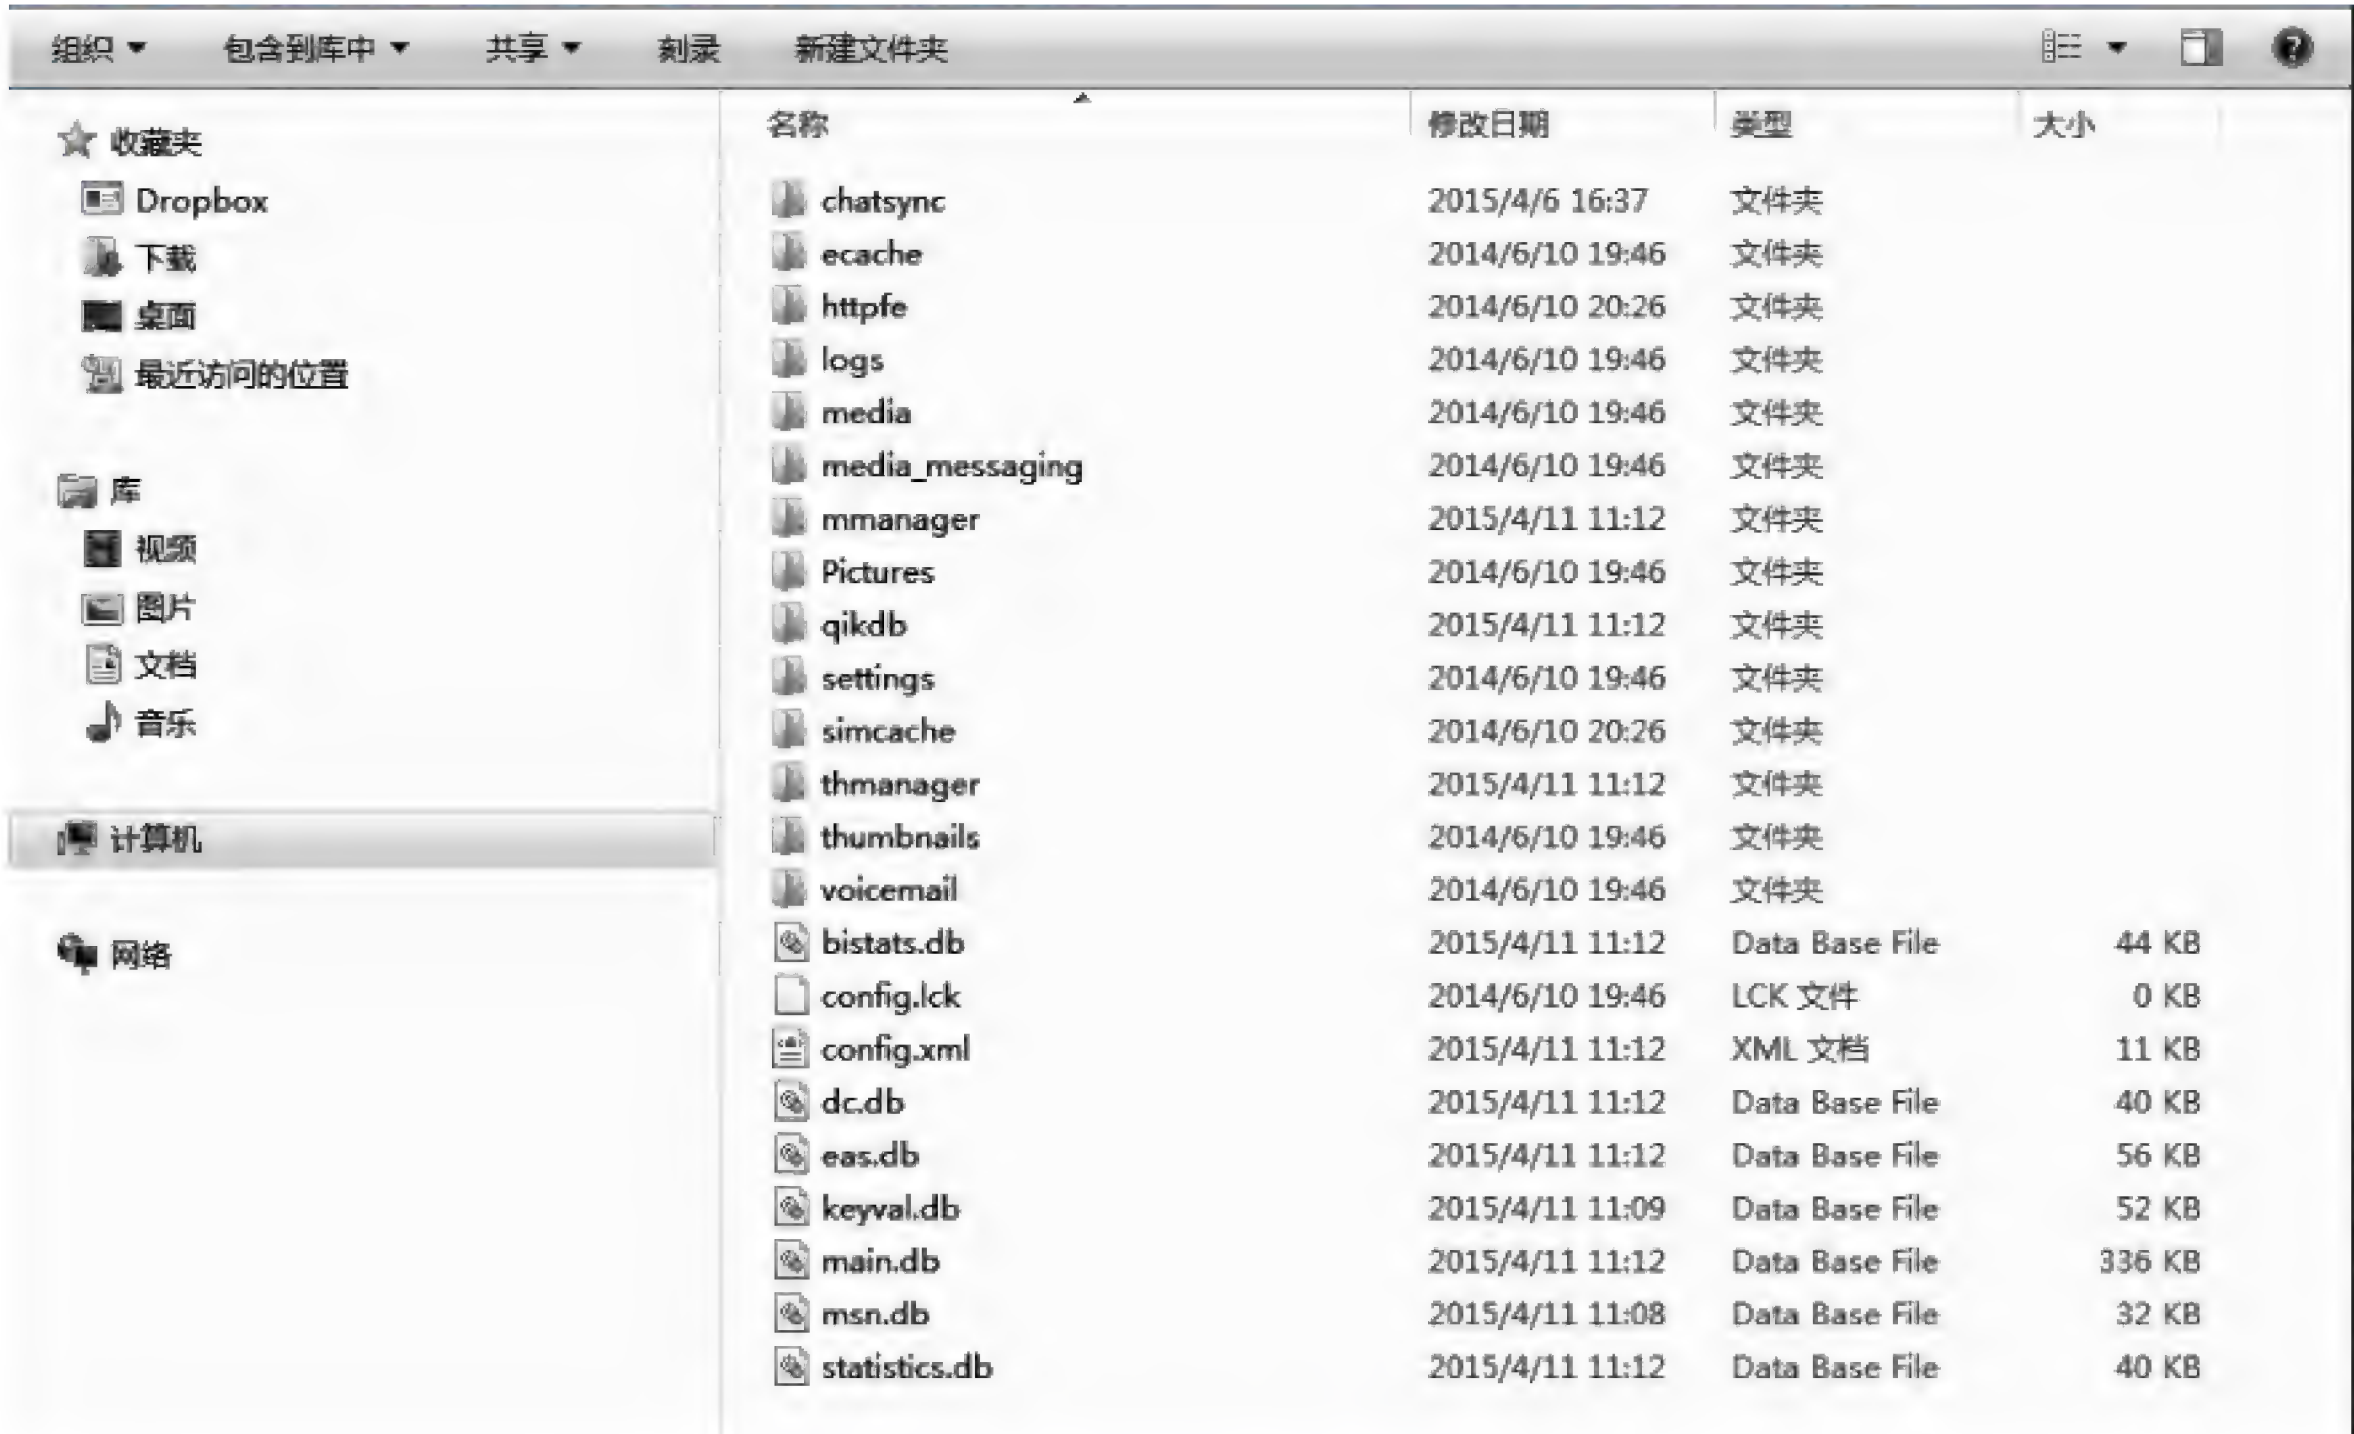 组织 包含到库中 共享 刻录 新建文件夹
收藏夹
Dropbox
下载
桌面
最近访问的位置
库
视频
图片
文档
音乐
计算机
网络
名称 修改日期 类型 大小
chatsync 2015/4/6 16:37 文件夹
ecache 2014/6/10 19:46 文件夹
httpfe 2014/6/10 20:26 文件夹
logs 2014/6/10 19:46 文件夹
media 2014/6/10 19:46 文件夹
media_messaging 2014/6/10 19:46 文件夹
mmanager 2015/4/11 11:12 文件夹
Pictures 2014/6/10 19:46 文件夹
qikdb 2015/4/11 11:12 文件夹
settings 2014/6/10 19:46 文件夹
simcache 2014/6/10 20:26 文件夹
thmanager 2015/4/11 11:12 文件夹
thumbnails 2014/6/10 19:46 文件夹
voicemail 2014/6/10 19:46 文件夹
bistats.db 2015/4/11 11:12 Data Base File 44 KB
config.lck 2014/6/10 19:46 LCK 文件 0 KB
config.xml 2015/4/11 11:12 XML 文档 11 KB
dc.db 2015/4/11 11:12 Data Base File 40 KB
eas.db 2015/4/11 11:12 Data Base File 56 KB
keyval.db 2015/4/11 11:09 Data Base File 52 KB
main.db 2015/4/11 11:12 Data Base File 336 KB
msn.db 2015/4/11 11:08 Data Base File 32 KB
statistics.db 2015/4/11 11:12 Data Base File 40 KB